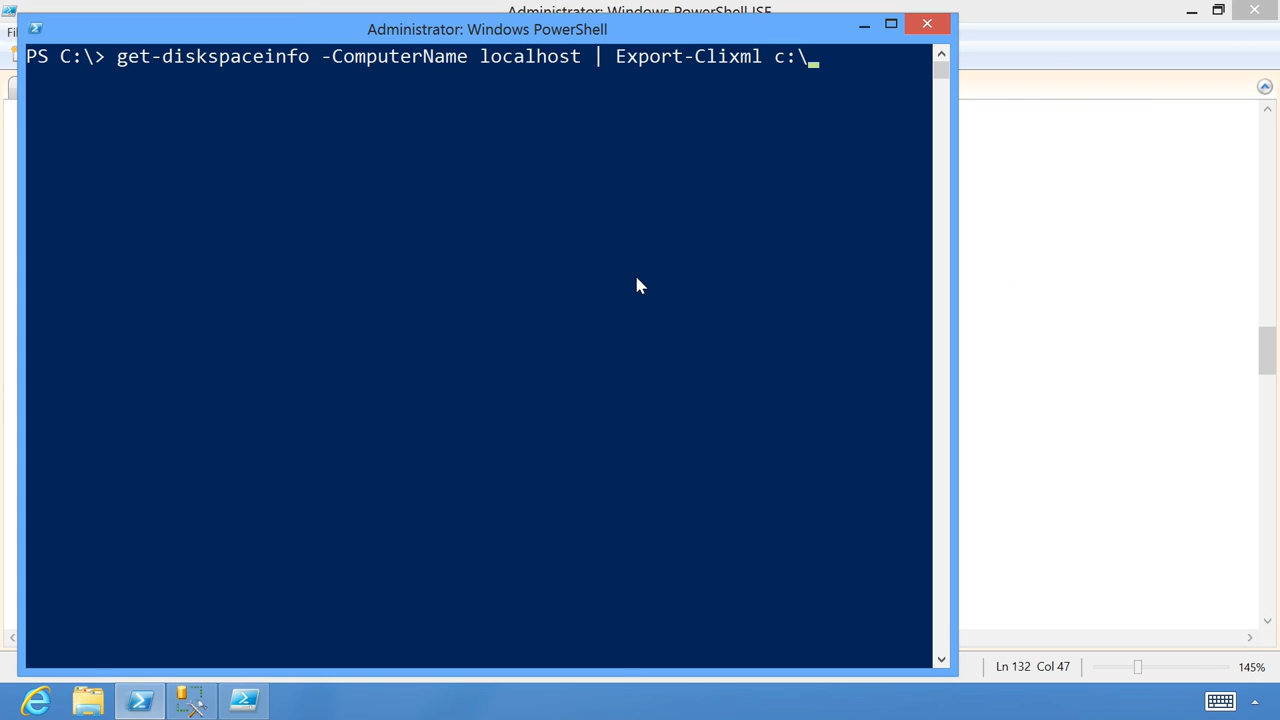 Administrator: Windows PowerShell ISE
Administrator: Windows PowerShell
PS C:\> get-diskspaceinfo -ComputerName localhost | Export-Clixml c:\
Ln 132 Col 47
145%